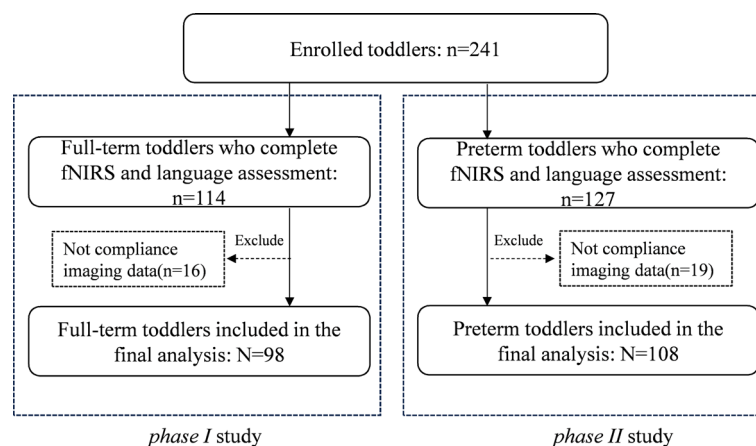 Enrolled toddlers: n=241
Full-term toddlers who complete
fNIRS and language assessment:
n=114
Preterm toddlers who complete
fNIRS and language assessment:
n=127
Not compliance
imaging data(n=16)
Exclude
Exclude
Not compliance
imaging data(n=19)
Full-term toddlers included in the
final analysis: N=98
Preterm toddlers included in the
final analysis: N=108
phase I study
phase II study